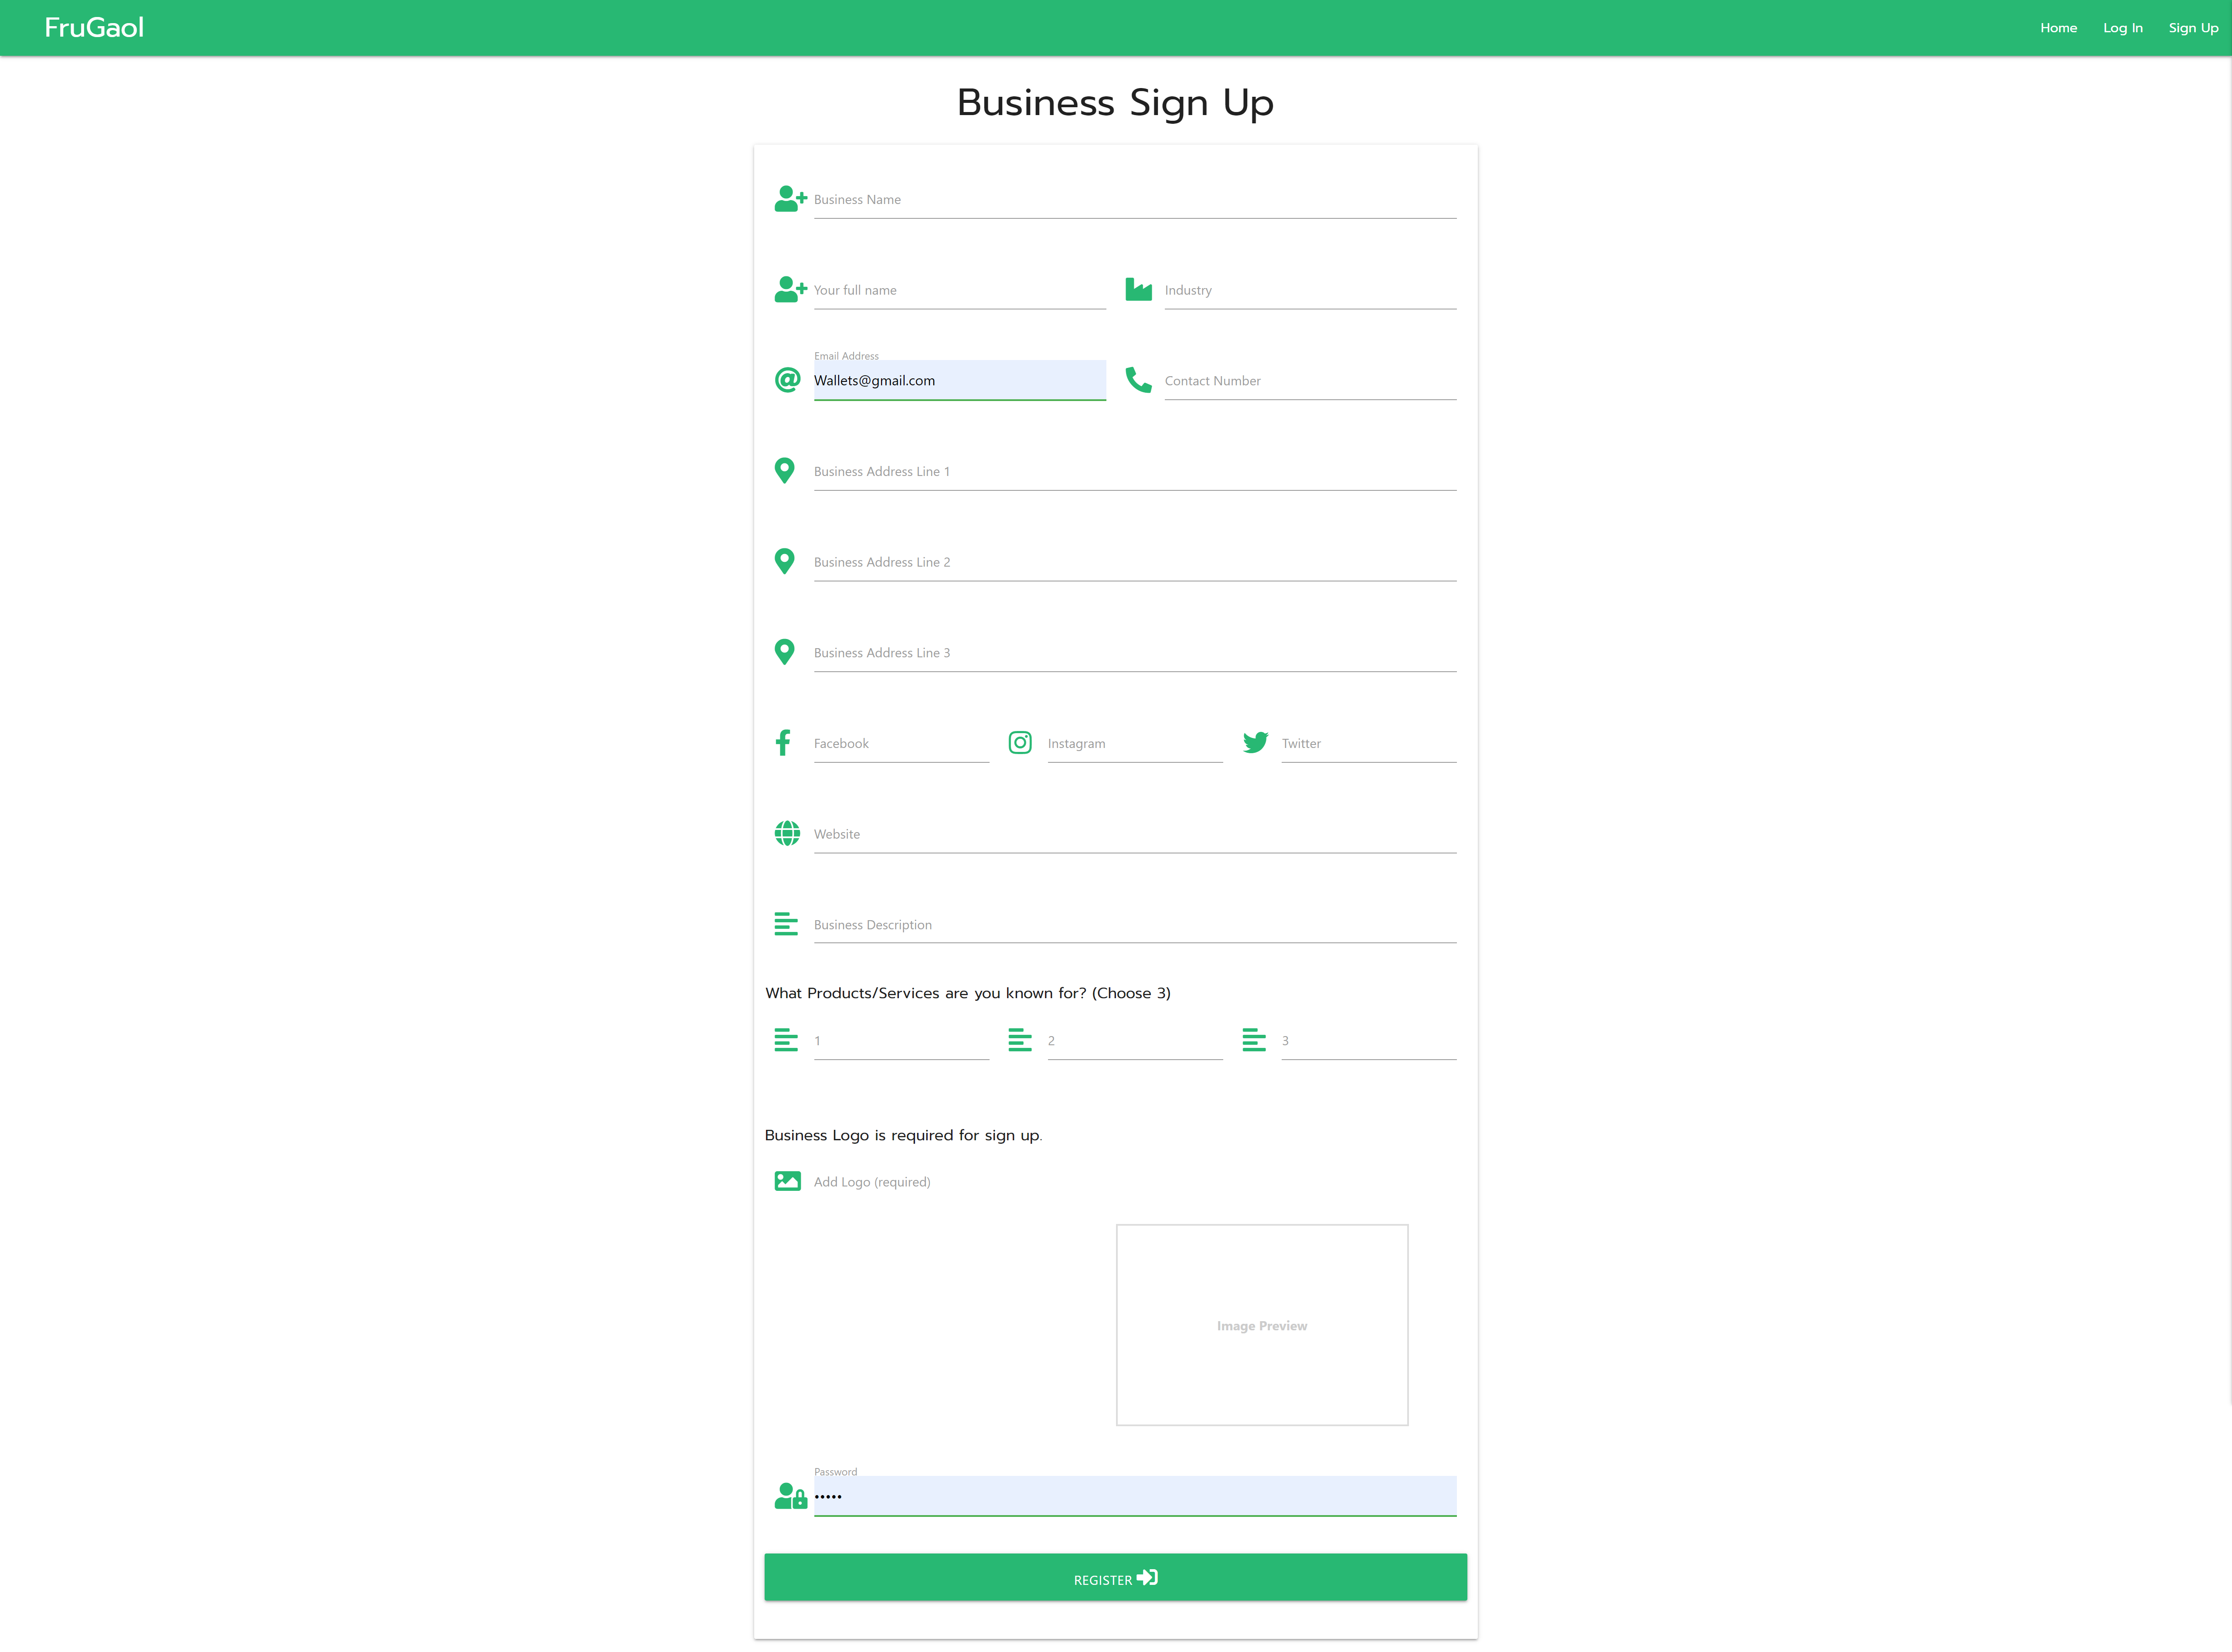 FruGaol Home Log In Sign Up
Business Sign Up
Business Name
Your full name Industry
Email Address
Wallets@gmail.com Contact Number
Business Address Line 1
Business Address Line 2
Business Address Line 3
Facebook Instagram Twitter
Website
Business Description
What Products/Services are you known for? (Choose 3)
1 2 3
Business Logo is required for sign up.
Add Logo (required)
Image Preview
Password
•••••
REGISTER